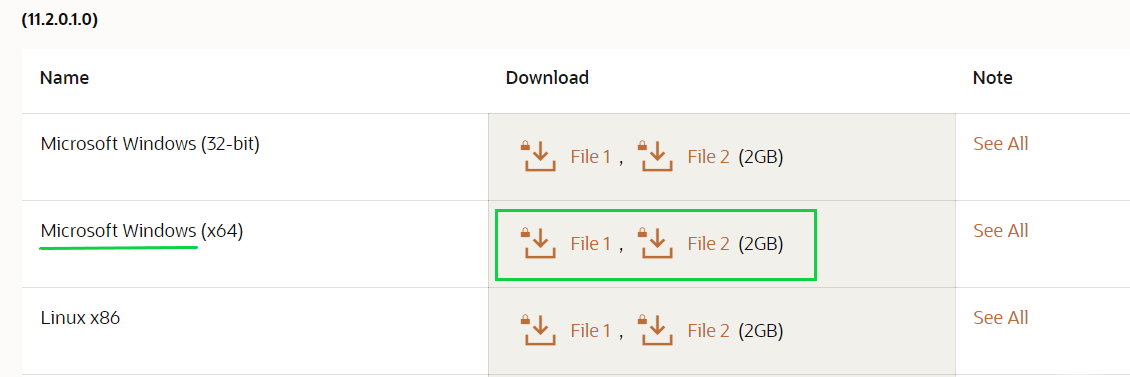 (11.2.0.1.0)
Name Download Note
Microsoft Windows (32-bit) File 1 , File 2 (2GB) See All
Microsoft Windows (x64) File 1 , File 2 (2GB) See All
Linux x86 File 1 , File 2 (2GB) See All